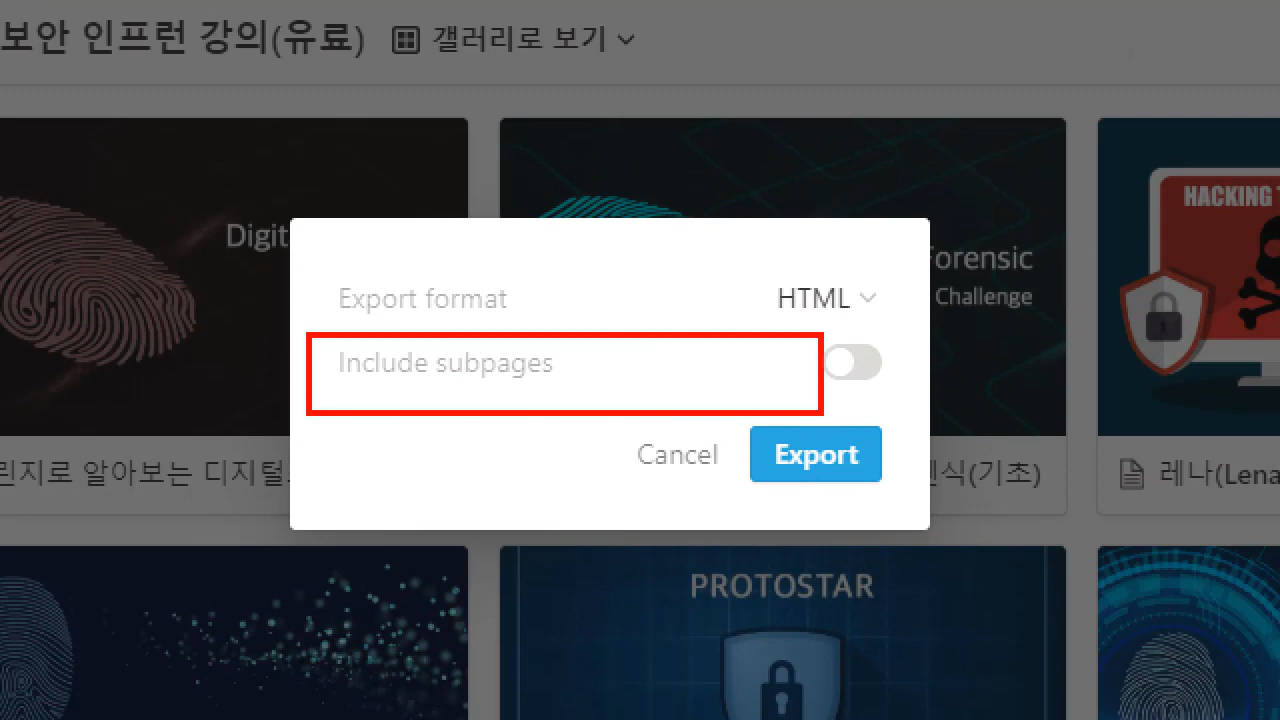 보안 인프런 강의(유료) 갤러리로 보기
Digit
Forensic
Challenge
HACKING
Export format HTML
Include subpages
Cancel Export
린지로 알아보는 디지털
렌식(기초)
레나(Lena
PROTOSTAR